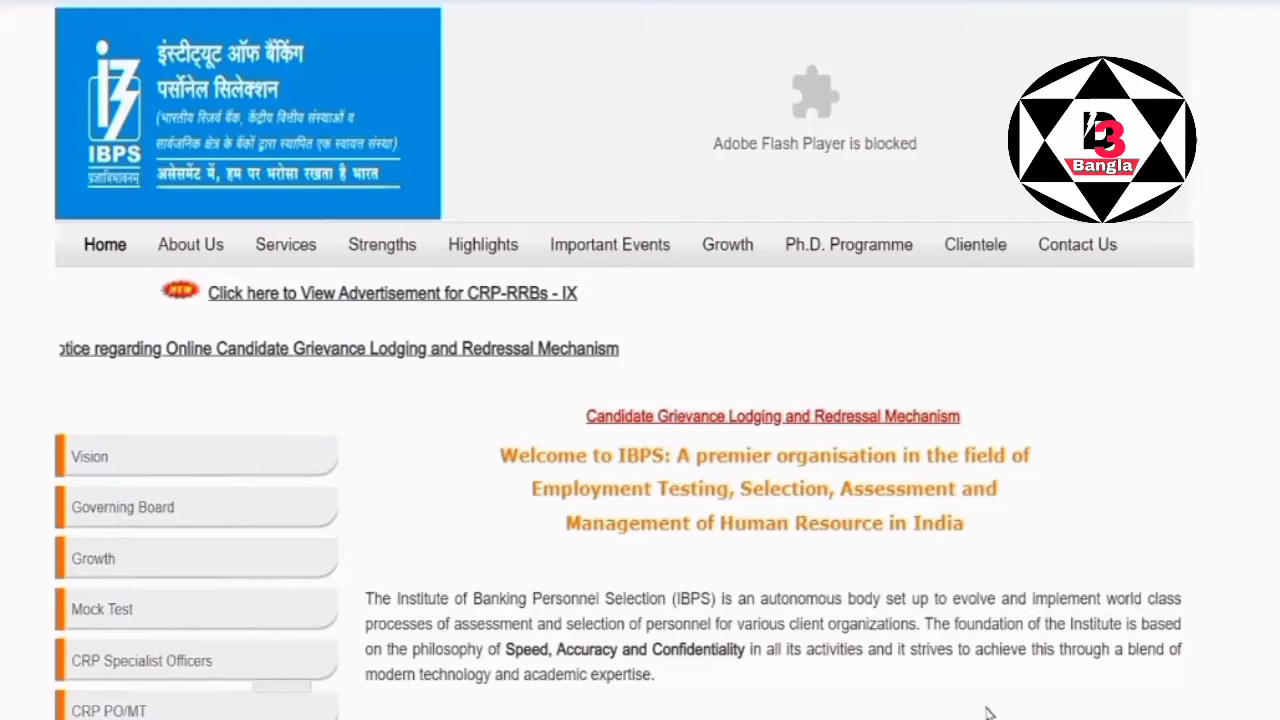 इंस्टीट्यूट ऑफ बैंकिंग
पर्सोनेल सिलेक्शन
(भारतीय रिजर्व बैंक, केंद्रीय वित्तीय संस्थाओं व
सार्वजनिक क्षेत्र के बैंकों द्वारा स्थापित एक स्वायत्त संस्था)
असेसमेंट में, हम पर भरोसा रखता है भारत
IBPS
प्रज्ञाविभावनम्
Adobe Flash Player is blocked
3
Bangla
Home About Us Services Strengths Highlights Important Events Growth Ph.D. Programme Clientele Contact Us
NEW Click here to View Advertisement for CRP-RRBs - IX
otice regarding Online Candidate Grievance Lodging and Redressal Mechanism
Candidate Grievance Lodging and Redressal Mechanism
Welcome to IBPS: A premier organisation in the field of
Employment Testing, Selection, Assessment and
Management of Human Resource in India
Vision
Governing Board
Growth
Mock Test
CRP Specialist Officers
CRP PO/MT
The Institute of Banking Personnel Selection (IBPS) is an autonomous body set up to evolve and implement world class
processes of assessment and selection of personnel for various client organizations. The foundation of the Institute is based
on the philosophy of Speed, Accuracy and Confidentiality in all its activities and it strives to achieve this through a blend of
modern technology and academic expertise.